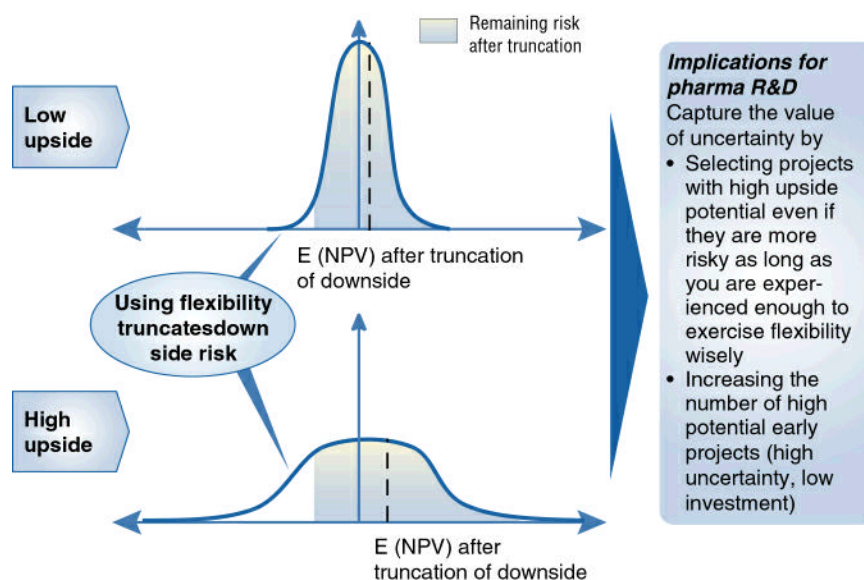 Remaining risk
after truncation
Low
upside
E (NPV) after truncation
of downside
Using flexibility
truncatesdown
side risk
High
upside
E (NPV) after
truncation of downside
Implications for
pharma R&D
Capture the value
of uncertainty by
• Selecting projects
with high upside
potential even if
they are more
risky as long as
you are exper-
ienced enough to
exercise flexibility
wisely
• Increasing the
number of high
potential early
projects (high
uncertainty, low
investment)